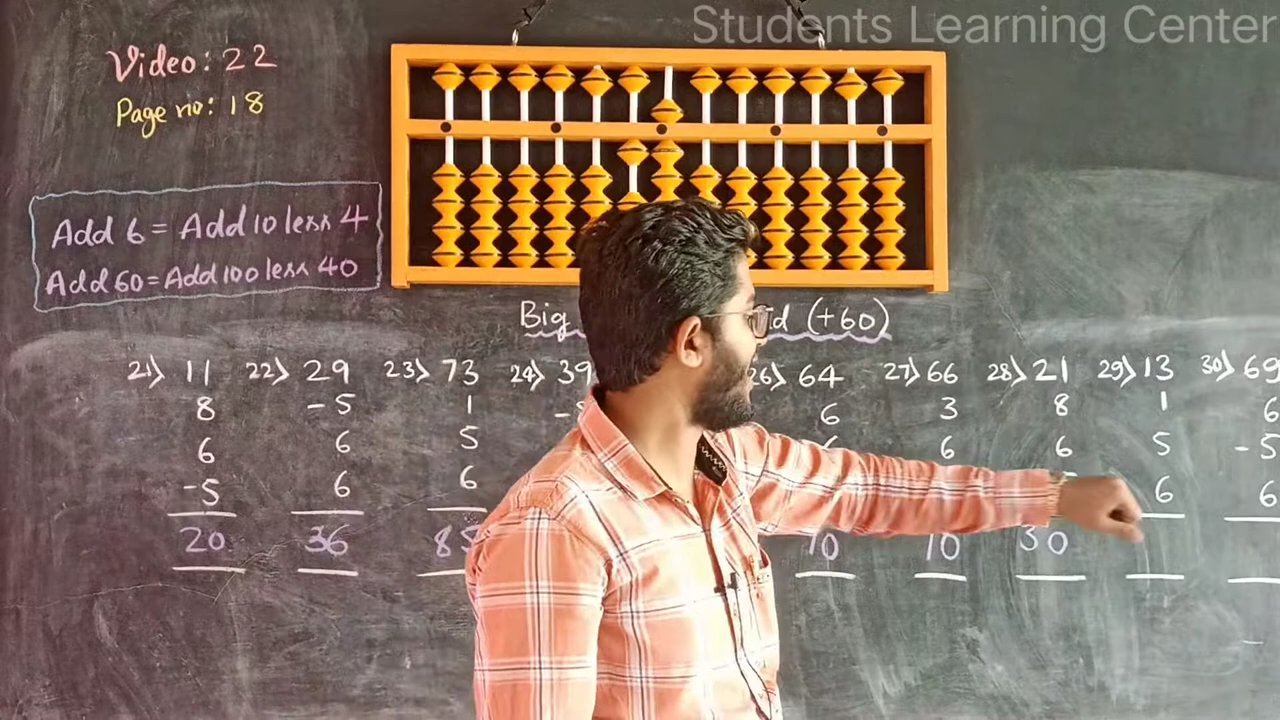 Students Learning Center
Video: 22
Page no: 18
Add 6 = Add 10 less 4
Add 60 = Add 100 less 40
Big d (+60)
21) 11 22) 29 23) 73 24) 39 26) 64 27) 66 28) 21 29) 13 30) 69
8 -5 1 - 6 3 8 1 6
6 6 5 6 6 6 5 -5
-5 6 6 6 6
20 36 85 10 10 30